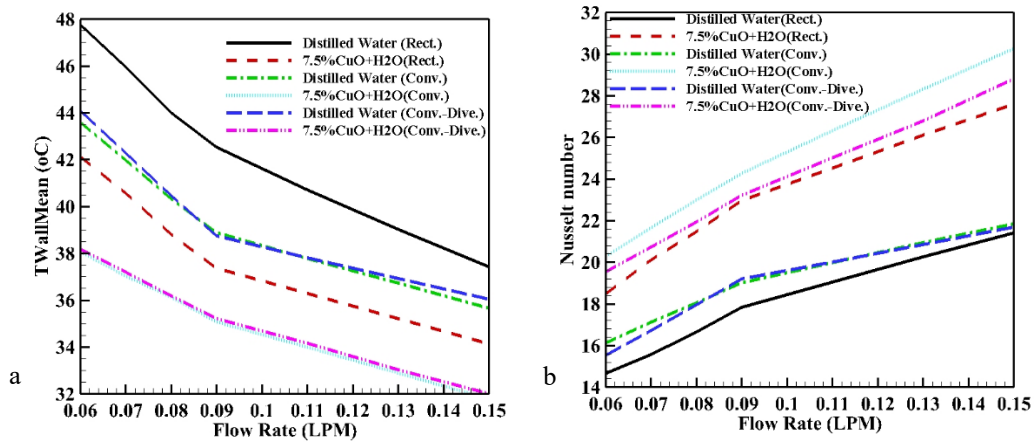 48
46
44
42
40
38
36
34
32
TWallMean (oC)
Distilled Water (Rect.)
7.5%CuO+H2O(Rect.)
Distilled Water (Conv.)
7.5%CuO+H2O(Conv.)
Distilled Water (Conv.-Dive.)
7.5%CuO+H2O(Conv.-Dive.)
0.06 0.07 0.08 0.09 0.1 0.11 0.12 0.13 0.14 0.15
Flow Rate (LPM)
a
32
30
28
26
24
22
20
18
16
14
Nusselt number
Distilled Water(Rect.)
7.5%CuO+H2O(Rect.)
Distilled Water(Conv.)
7.5%CuO+H2O(Conv.)
Distilled Water(Conv.-Dive.)
7.5%CuO+H2O(Conv.-Dive.)
0.06 0.07 0.08 0.09 0.1 0.11 0.12 0.13 0.14 0.15
Flow Rate (LPM)
b